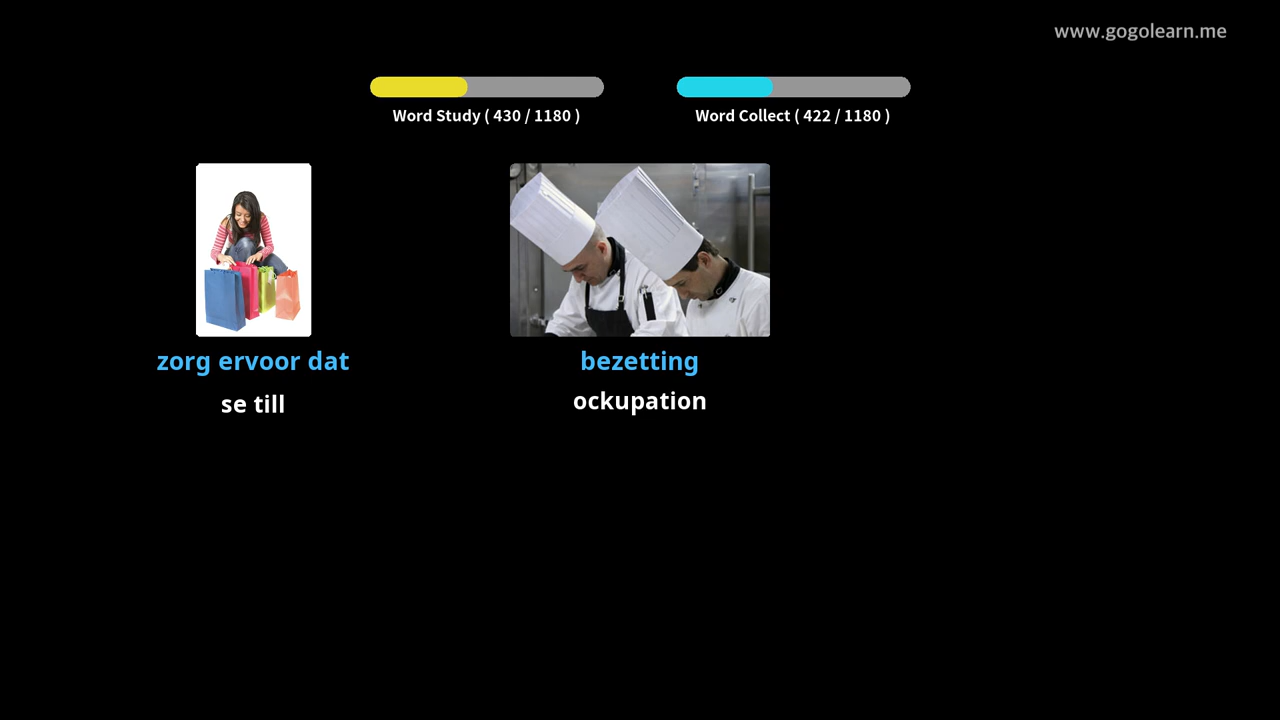 www.gogolearn.me
Word Study ( 430 / 1180 )
Word Collect ( 422 / 1180 )
zorg ervoor dat
bezetting
se till
ockupation